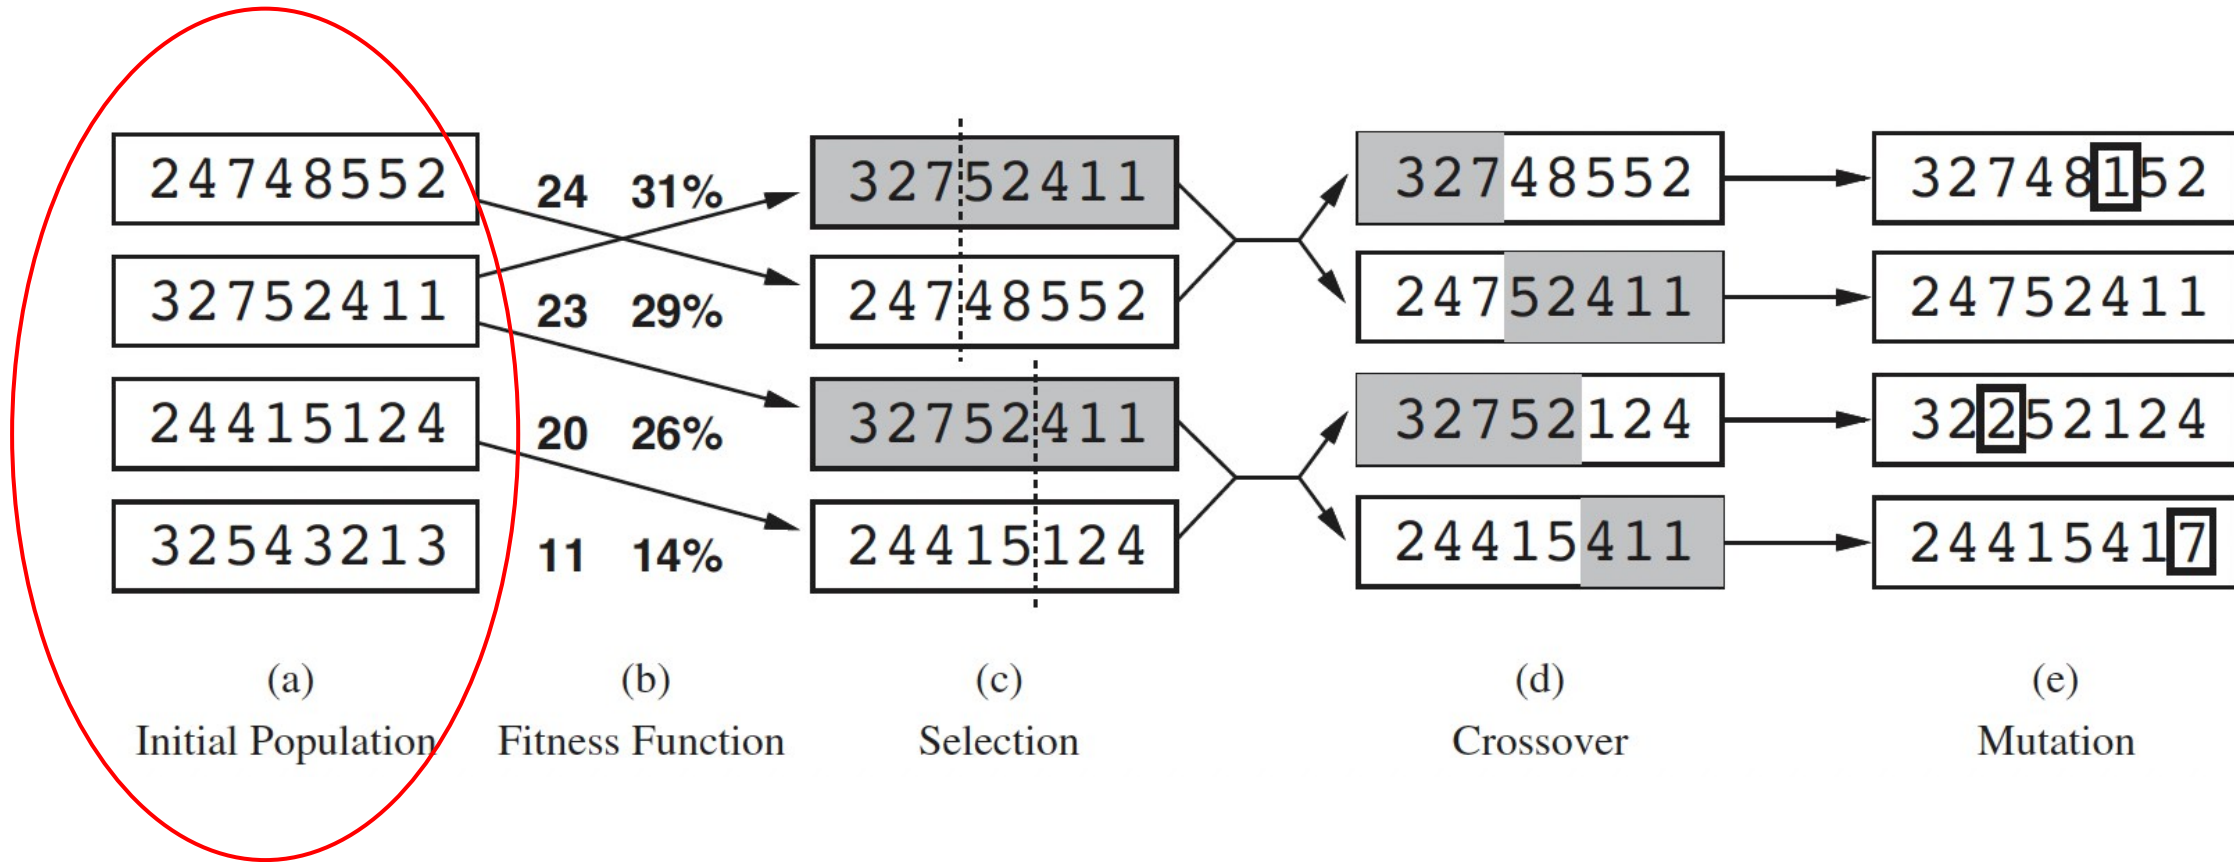 24748552 24 31% 32752411 32748552 32748152
32752411 23 29% 24748552 24752411 24752411
24415124 20 26% 32752411 32752124 32252124
32543213 11 14% 24415124 24415411 24415417
(a) (b) (c) (d) (e)
Initial Population Fitness Function Selection Crossover Mutation